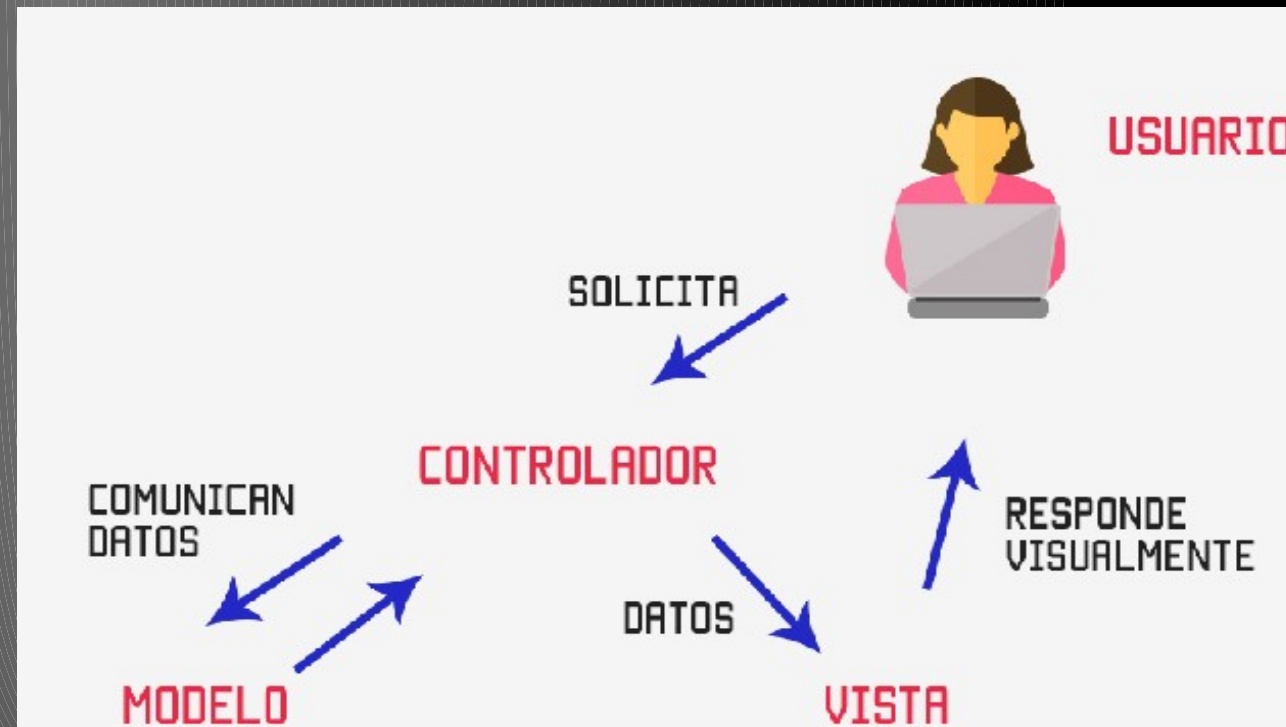 USUARIO
SOLICITA
CONTROLADOR
COMUNICAN
DATOS
RESPONDE
VISUALMENTE
DATOS
MODELO
VISTA